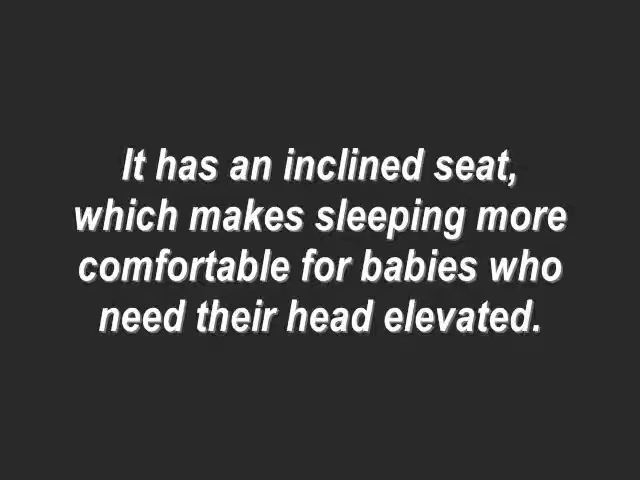 It has an inclined seat,
which makes sleeping more
comfortable for babies who
need their head elevated.